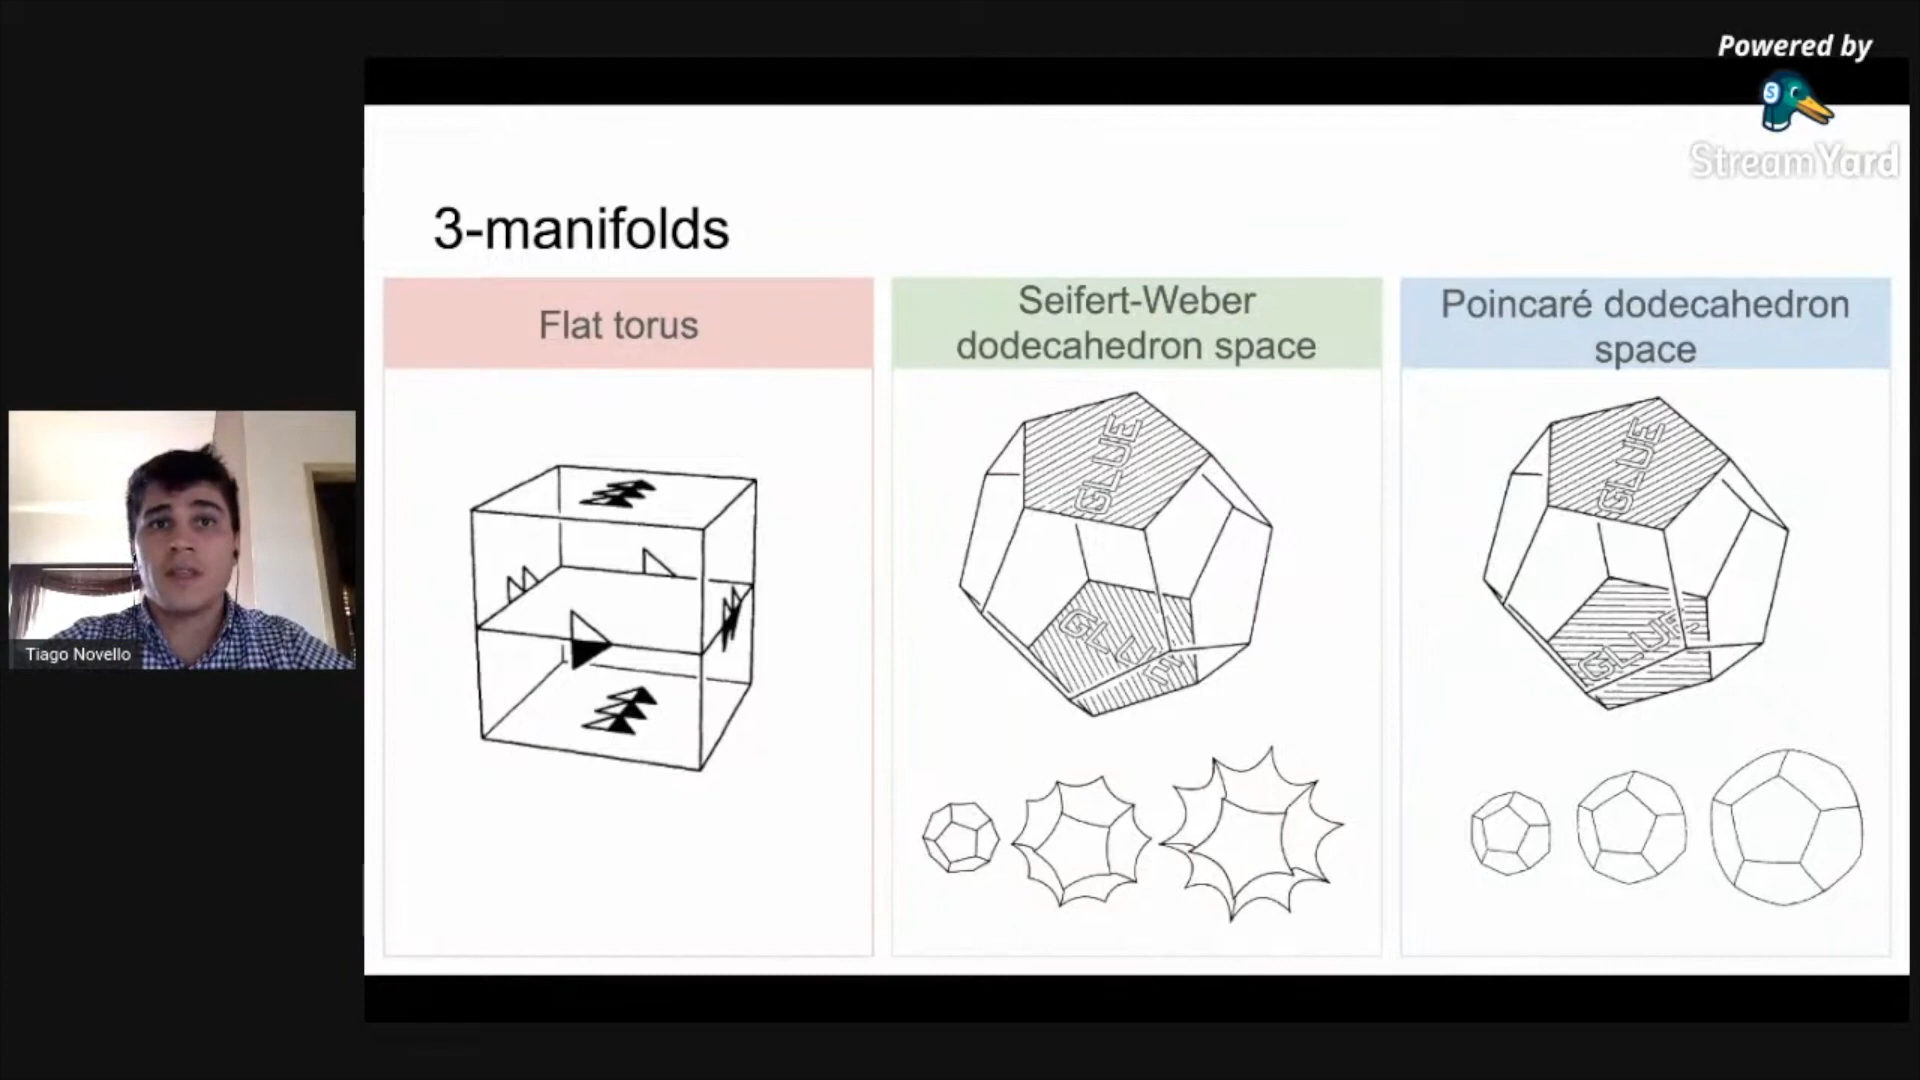 Powered by
StreamYard
3-manifolds
Flat torus
Seifert-Weber
dodecahedron space
Poincaré dodecahedron
space
GLUE
GLUE
GLUE
GLUE
Tiago Novello